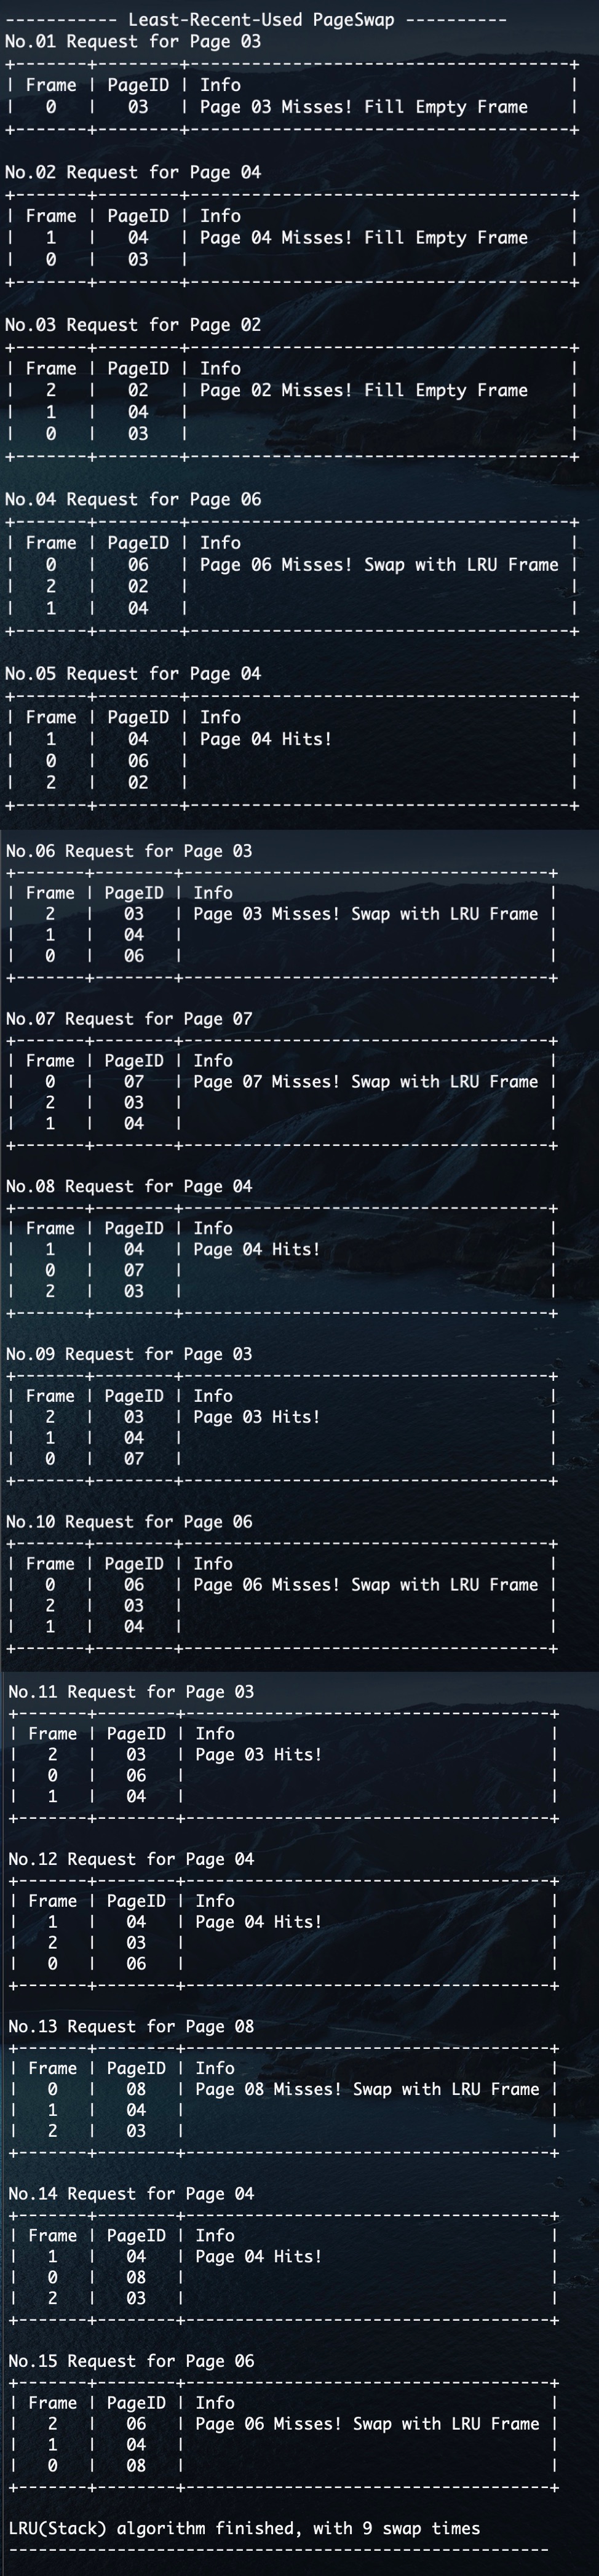 ----------- Least-Recent-Used PageSwap ----------
No.01 Request for Page 03
+-------+--------+-------------------------------------+
| Frame | PageID | Info                                |
|   0   |   03   | Page 03 Misses! Fill Empty Frame    |
+-------+--------+-------------------------------------+
No.02 Request for Page 04
+-------+--------+-------------------------------------+
| Frame | PageID | Info                                |
|   1   |   04   | Page 04 Misses! Fill Empty Frame    |
|   0   |   03   |                                     |
+-------+--------+-------------------------------------+
No.03 Request for Page 02
+-------+--------+-------------------------------------+
| Frame | PageID | Info                                |
|   2   |   02   | Page 02 Misses! Fill Empty Frame    |
|   1   |   04   |                                     |
|   0   |   03   |                                     |
+-------+--------+-------------------------------------+
No.04 Request for Page 06
+-------+--------+-------------------------------------+
| Frame | PageID | Info                                |
|   0   |   06   | Page 06 Misses! Swap with LRU Frame |
|   2   |   02   |                                     |
|   1   |   04   |                                     |
+-------+--------+-------------------------------------+
No.05 Request for Page 04
+-------+--------+-------------------------------------+
| Frame | PageID | Info                                |
|   1   |   04   | Page 04 Hits!                       |
|   0   |   06   |                                     |
|   2   |   02   |                                     |
+-------+--------+-------------------------------------+
No.06 Request for Page 03
+-------+--------+-------------------------------------+
| Frame | PageID | Info                                |
|   2   |   03   | Page 03 Misses! Swap with LRU Frame |
|   1   |   04   |                                     |
|   0   |   06   |                                     |
+-------+--------+-------------------------------------+
No.07 Request for Page 07
+-------+--------+-------------------------------------+
| Frame | PageID | Info                                |
|   0   |   07   | Page 07 Misses! Swap with LRU Frame |
|   2   |   03   |                                     |
|   1   |   04   |                                     |
+-------+--------+-------------------------------------+
No.08 Request for Page 04
+-------+--------+-------------------------------------+
| Frame | PageID | Info                                |
|   1   |   04   | Page 04 Hits!                       |
|   0   |   07   |                                     |
|   2   |   03   |                                     |
+-------+--------+-------------------------------------+
No.09 Request for Page 03
+-------+--------+-------------------------------------+
| Frame | PageID | Info                                |
|   2   |   03   | Page 03 Hits!                       |
|   1   |   04   |                                     |
|   0   |   07   |                                     |
+-------+--------+-------------------------------------+
No.10 Request for Page 06
+-------+--------+-------------------------------------+
| Frame | PageID | Info                                |
|   0   |   06   | Page 06 Misses! Swap with LRU Frame |
|   2   |   03   |                                     |
|   1   |   04   |                                     |
+-------+--------+-------------------------------------+
No.11 Request for Page 03
+-------+--------+-------------------------------------+
| Frame | PageID | Info                                |
|   2   |   03   | Page 03 Hits!                       |
|   0   |   06   |                                     |
|   1   |   04   |                                     |
+-------+--------+-------------------------------------+
No.12 Request for Page 04
+-------+--------+-------------------------------------+
| Frame | PageID | Info                                |
|   1   |   04   | Page 04 Hits!                       |
|   2   |   03   |                                     |
|   0   |   06   |                                     |
+-------+--------+-------------------------------------+
No.13 Request for Page 08
+-------+--------+-------------------------------------+
| Frame | PageID | Info                                |
|   0   |   08   | Page 08 Misses! Swap with LRU Frame |
|   1   |   04   |                                     |
|   2   |   03   |                                     |
+-------+--------+-------------------------------------+
No.14 Request for Page 04
+-------+--------+-------------------------------------+
| Frame | PageID | Info                                |
|   1   |   04   | Page 04 Hits!                       |
|   0   |   08   |                                     |
|   2   |   03   |                                     |
+-------+--------+-------------------------------------+
No.15 Request for Page 06
+-------+--------+-------------------------------------+
| Frame | PageID | Info                                |
|   2   |   06   | Page 06 Misses! Swap with LRU Frame |
|   1   |   04   |                                     |
|   0   |   08   |                                     |
+-------+--------+-------------------------------------+
LRU(Stack) algorithm finished, with 9 swap times
-------------------------------------------------------